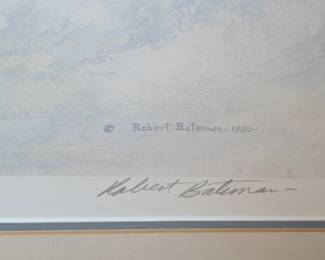 © Robert Bateman - 1980 -
Robert Bateman -